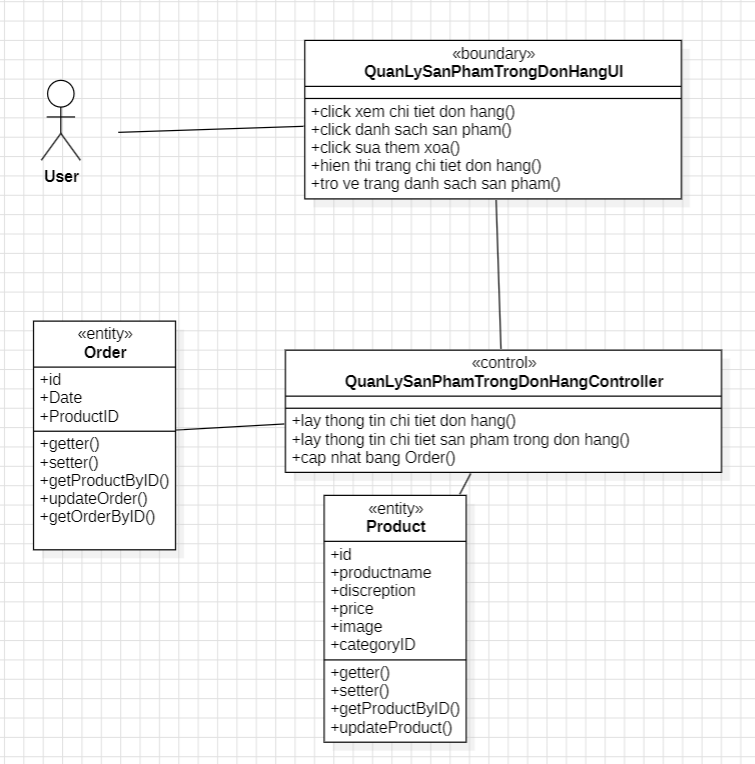 «boundary»
QuanLySanPhamTrongDonHangUI
+click xem chi tiet don hang()
+click danh sach san pham()
+click sua them xoa()
+hien thi trang chi tiet don hang()
+tro ve trang danh sach san pham()
User
«entity»
Order
+id
+Date
+ProductID
+getter()
+setter()
+getProductByID()
+updateOrder()
+getOrderByID()
«control»
QuanLySanPhamTrongDonHangController
+lay thong tin chi tiet don hang()
+lay thong tin chi tiet san pham trong don hang()
+cap nhat bang Order()
«entity»
Product
+id
+productname
+discreption
+price
+image
+categoryID
+getter()
+setter()
+getProductByID()
+updateProduct()